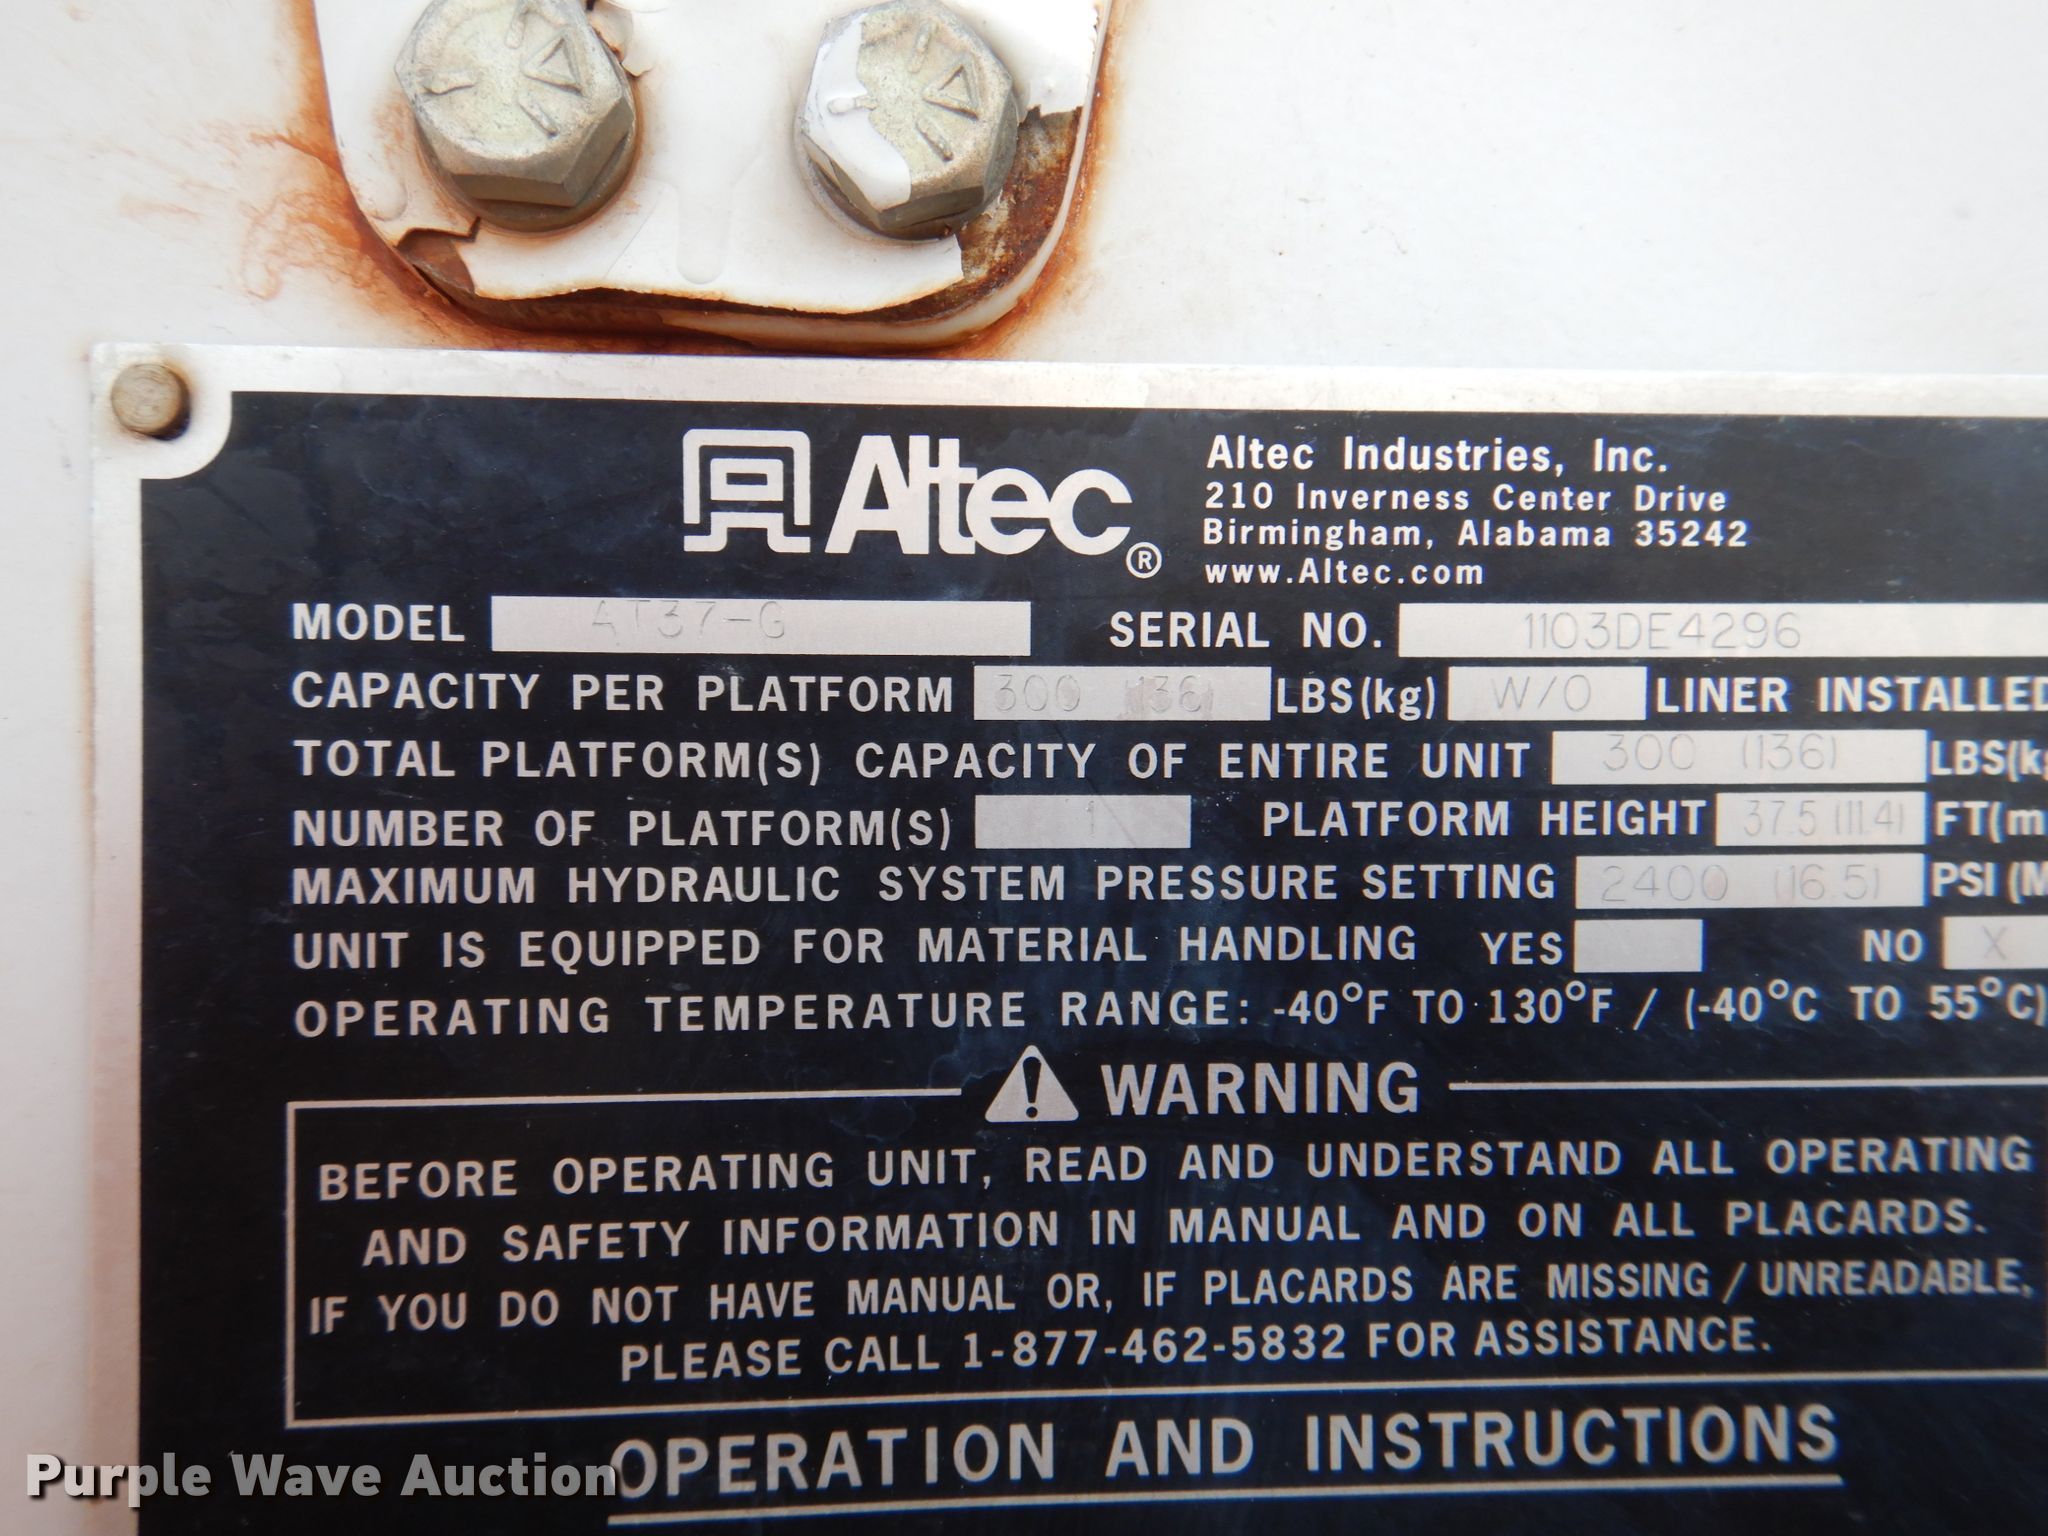 Altec®
Altec Industries, Inc.
210 Inverness Center Drive
Birmingham, Alabama 35242
www.Altec.com
MODEL AT37-G SERIAL NO. 1103DE4296
CAPACITY PER PLATFORM 300 (136) LBS(kg) W/O LINER INSTALLED
TOTAL PLATFORM(S) CAPACITY OF ENTIRE UNIT 300 (136) LBS(kg
NUMBER OF PLATFORM(S) 1 PLATFORM HEIGHT 37.5 (11.4) FT(m
MAXIMUM HYDRAULIC SYSTEM PRESSURE SETTING 2400 (16.5) PSI (M
UNIT IS EQUIPPED FOR MATERIAL HANDLING YES NO X
OPERATING TEMPERATURE RANGE: -40°F TO 130°F / (-40°C TO 55°C)
WARNING
BEFORE OPERATING UNIT, READ AND UNDERSTAND ALL OPERATING
AND SAFETY INFORMATION IN MANUAL AND ON ALL PLACARDS.
IF YOU DO NOT HAVE MANUAL OR, IF PLACARDS ARE MISSING / UNREADABLE,
PLEASE CALL 1-877-462-5832 FOR ASSISTANCE.
OPERATION AND INSTRUCTIONS
Purple Wave Auction